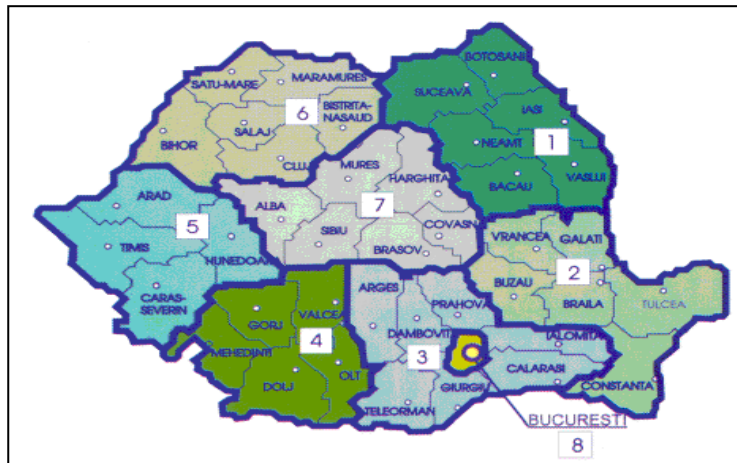 BOTOSANI
SATU-MARE
MARAMURES
SUCEAVA
BISTRITA-
NASAUD
6
IASI
SALAJ
1
BIHOR
NEAMT
CLUJ
MURES
VASLUI
HARGHITA
BACAU
ARAD
ALBA
7
5
COVASN
SIBIU
VRANCEA
GALATI
TIMIS
BRASOV
HUNEDOARA
2
ARGES
BUZAU
CARAS-
SEVERIN
PRAHOVA
BRAILA
TULCEA
VALCEA
GORJ
DAMBOVIT
4
IALOMITA
MEHEDINTI
3
OLT
CALARASI
DOLJ
GIURGIU
CONSTANTA
TELEORMAN
BUCURESTI
8